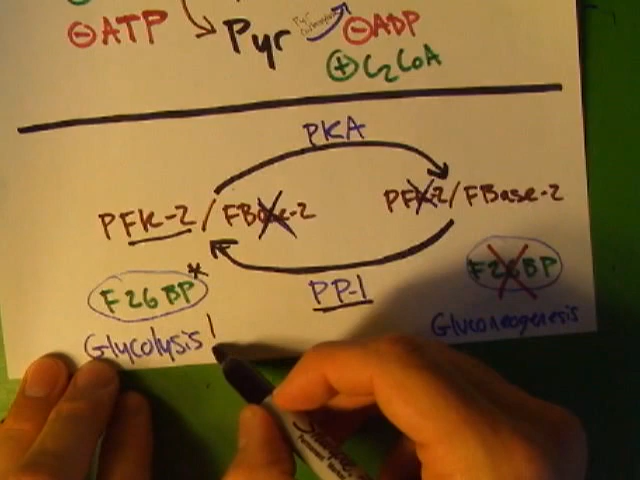 ⊖ATP
Pyr
⊖ADP
⊕ C2CoA
PKA
PFK-2/FBase-2
PFK-2/FBase-2
F26BP*
F26BP
PP-1
Glycolysis
Gluconeogenesis
Sharpie